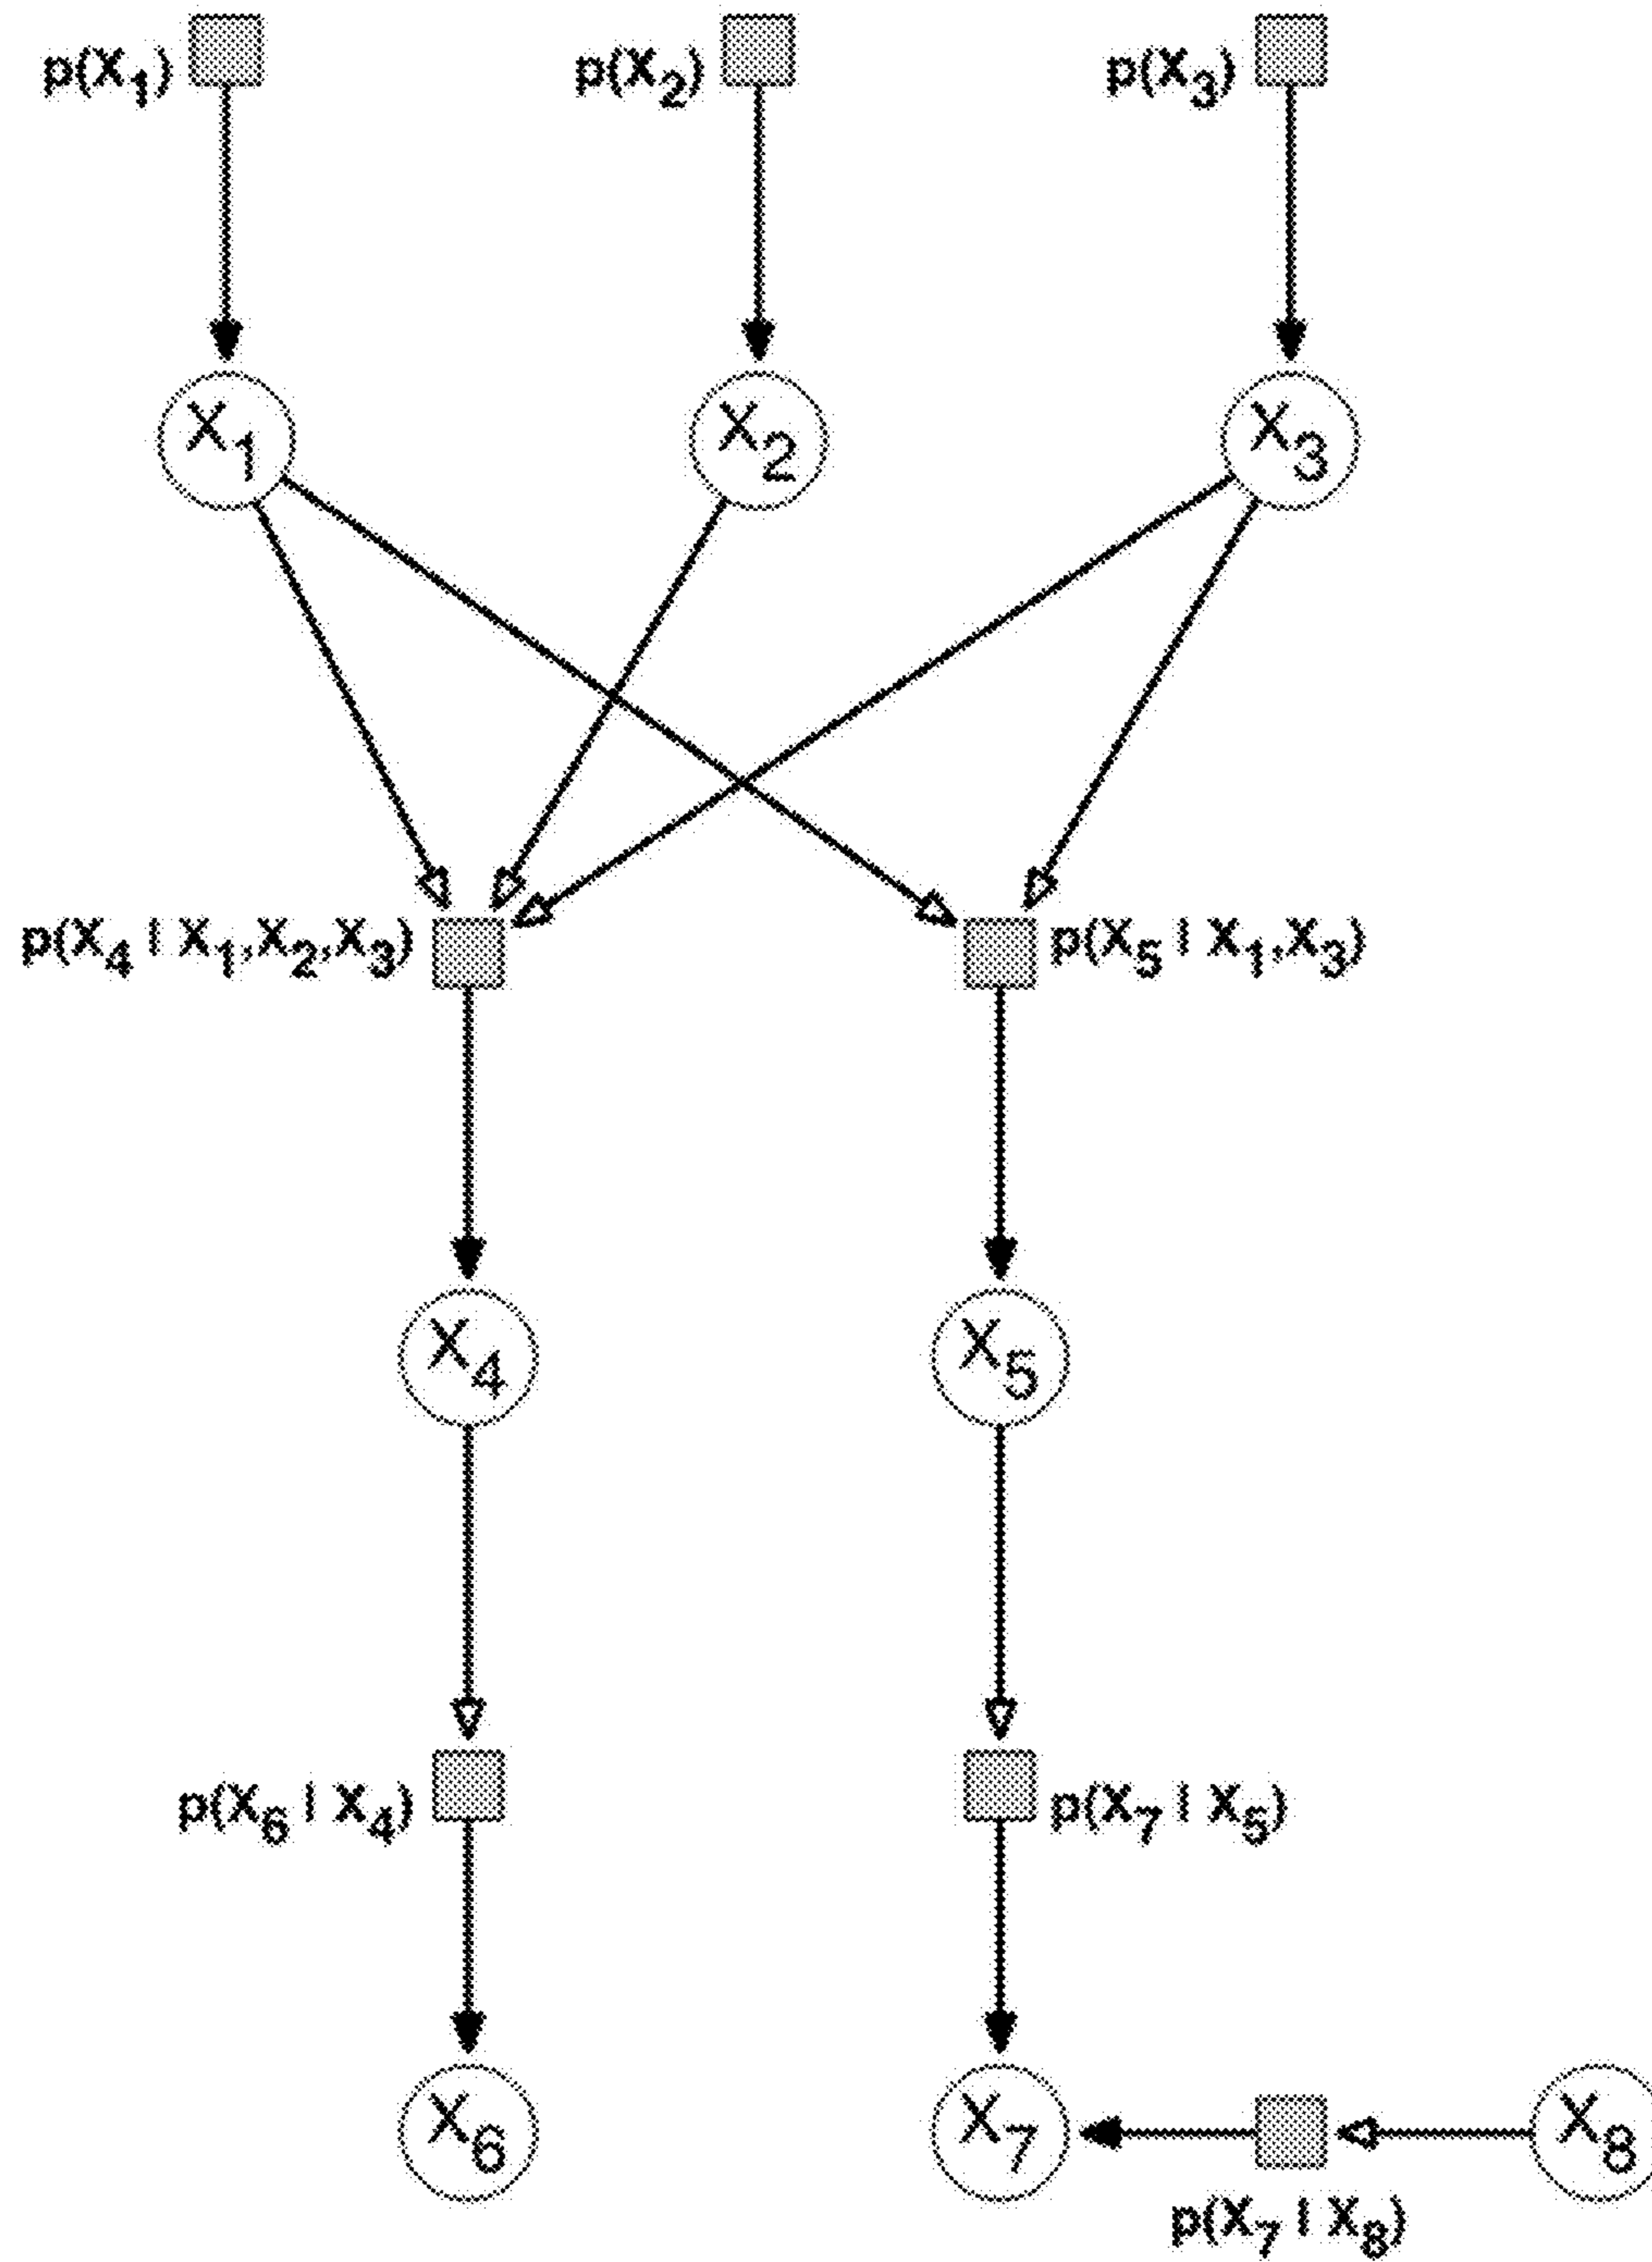 p(X₁) p(X₂) p(X₃)
X₁ X₂ X₃
p(X₄ | X₁,X₂,X₃) p(X₅ | X₁,X₃)
X₄ X₅
p(X₆ | X₄) p(X₇ | X₅)
X₆ X₇ X₈
p(X₇ | X₈)